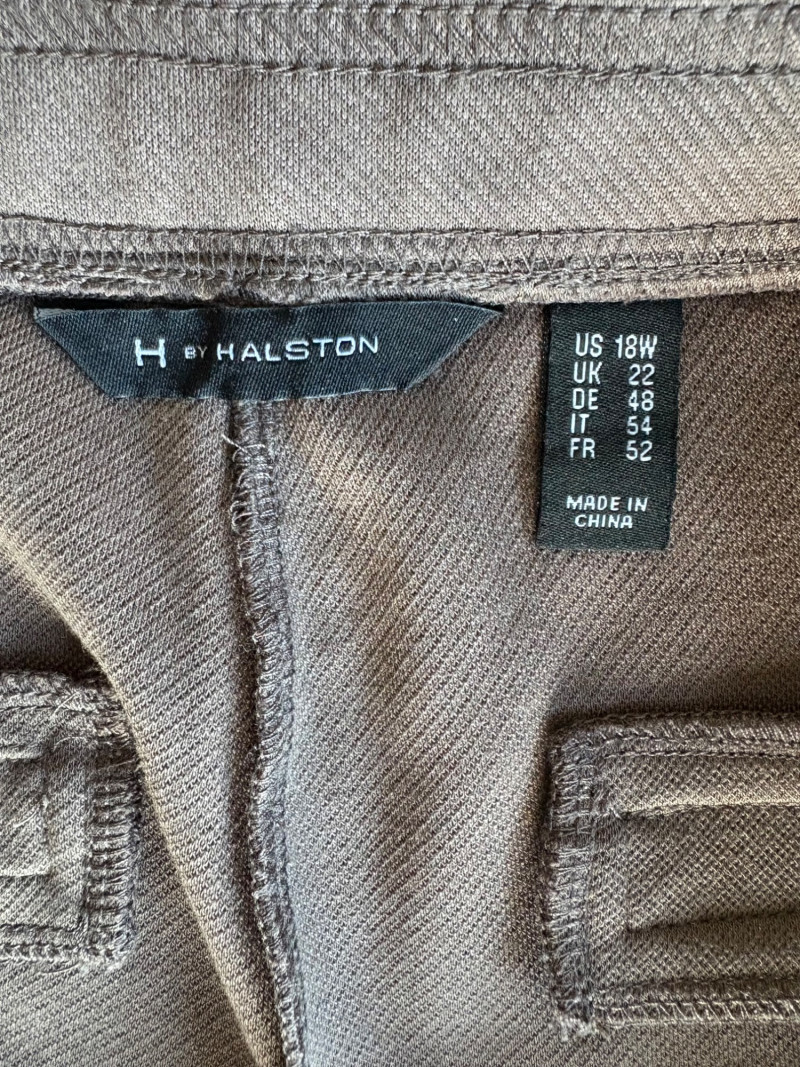 H BY HALSTON
US 18W
UK 22
DE 48
IT 54
FR 52
MADE IN
CHINA